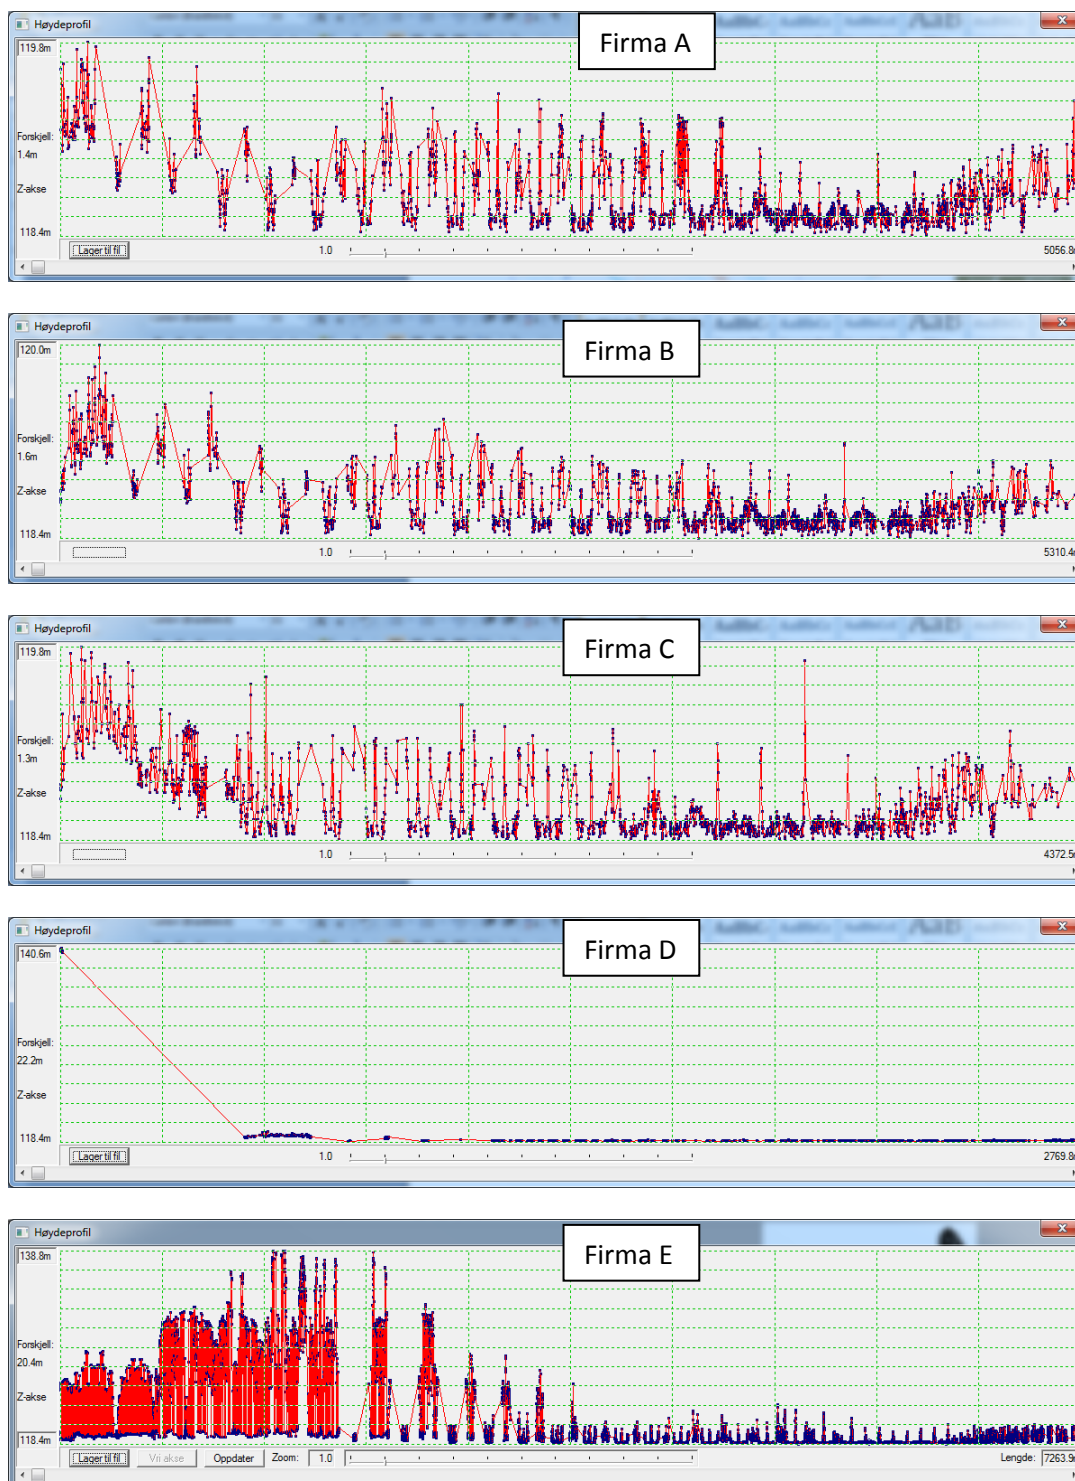 Høydeprofil
Firma A
119.8m
Forskjell:
1.4m
Z-akse
118.4m
Lager til fil
1.0
5056.8
Høydeprofil
Firma B
120.0m
Forskjell:
1.6m
Z-akse
118.4m
1.0
5310.4
Høydeprofil
Firma C
119.8m
Forskjell:
1.3m
Z-akse
118.4m
1.0
4372.5
Høydeprofil
Firma D
140.6m
Forskjell:
22.2m
Z-akse
118.4m
Lager til fil
1.0
2769.8
Høydeprofil
Firma E
138.8m
Forskjell:
20.4m
Z-akse
118.4m
Lager til fil Vri akse Oppdater Zoom: 1.0 Lengde: 7263.9